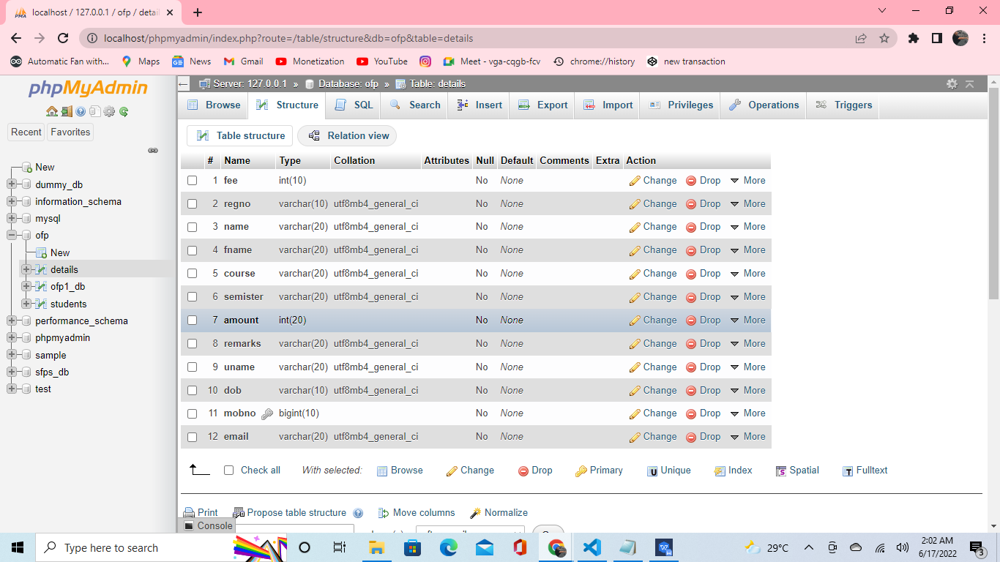 localhost / 127.0.0.1 / ofp / detai
localhost/phpmyadmin/index.php?route=/table/structure&db=ofp&table=details
Automatic Fan with... Maps News Gmail Monetization YouTube Meet - vga-cqgb-fcv chrome://history new transaction
phpMyAdmin
Recent Favorites
New
dummy_db
information_schema
mysql
ofp
New
details
ofp1_db
students
performance_schema
phpmyadmin
sample
sfps_db
test
Server: 127.0.0.1 » Database: ofp » Table: details
Browse Structure SQL Search Insert Export Import Privileges Operations Triggers
Table structure Relation view
# Name Type Collation Attributes Null Default Comments Extra Action
1 fee int(10) No None Change Drop More
2 regno varchar(10) utf8mb4_general_ci No None Change Drop More
3 name varchar(20) utf8mb4_general_ci No None Change Drop More
4 fname varchar(20) utf8mb4_general_ci No None Change Drop More
5 course varchar(20) utf8mb4_general_ci No None Change Drop More
6 semister varchar(20) utf8mb4_general_ci No None Change Drop More
7 amount int(20) No None Change Drop More
8 remarks varchar(20) utf8mb4_general_ci No None Change Drop More
9 uname varchar(20) utf8mb4_general_ci No None Change Drop More
10 dob varchar(10) utf8mb4_general_ci No None Change Drop More
11 mobno bigint(10) No None Change Drop More
12 email varchar(20) utf8mb4_general_ci No None Change Drop More
Check all With selected: Browse Change Drop Primary Unique Index Spatial Fulltext
Print Propose table structure Move columns Normalize
Console
Type here to search
29°C
2:02 AM
6/17/2022
3